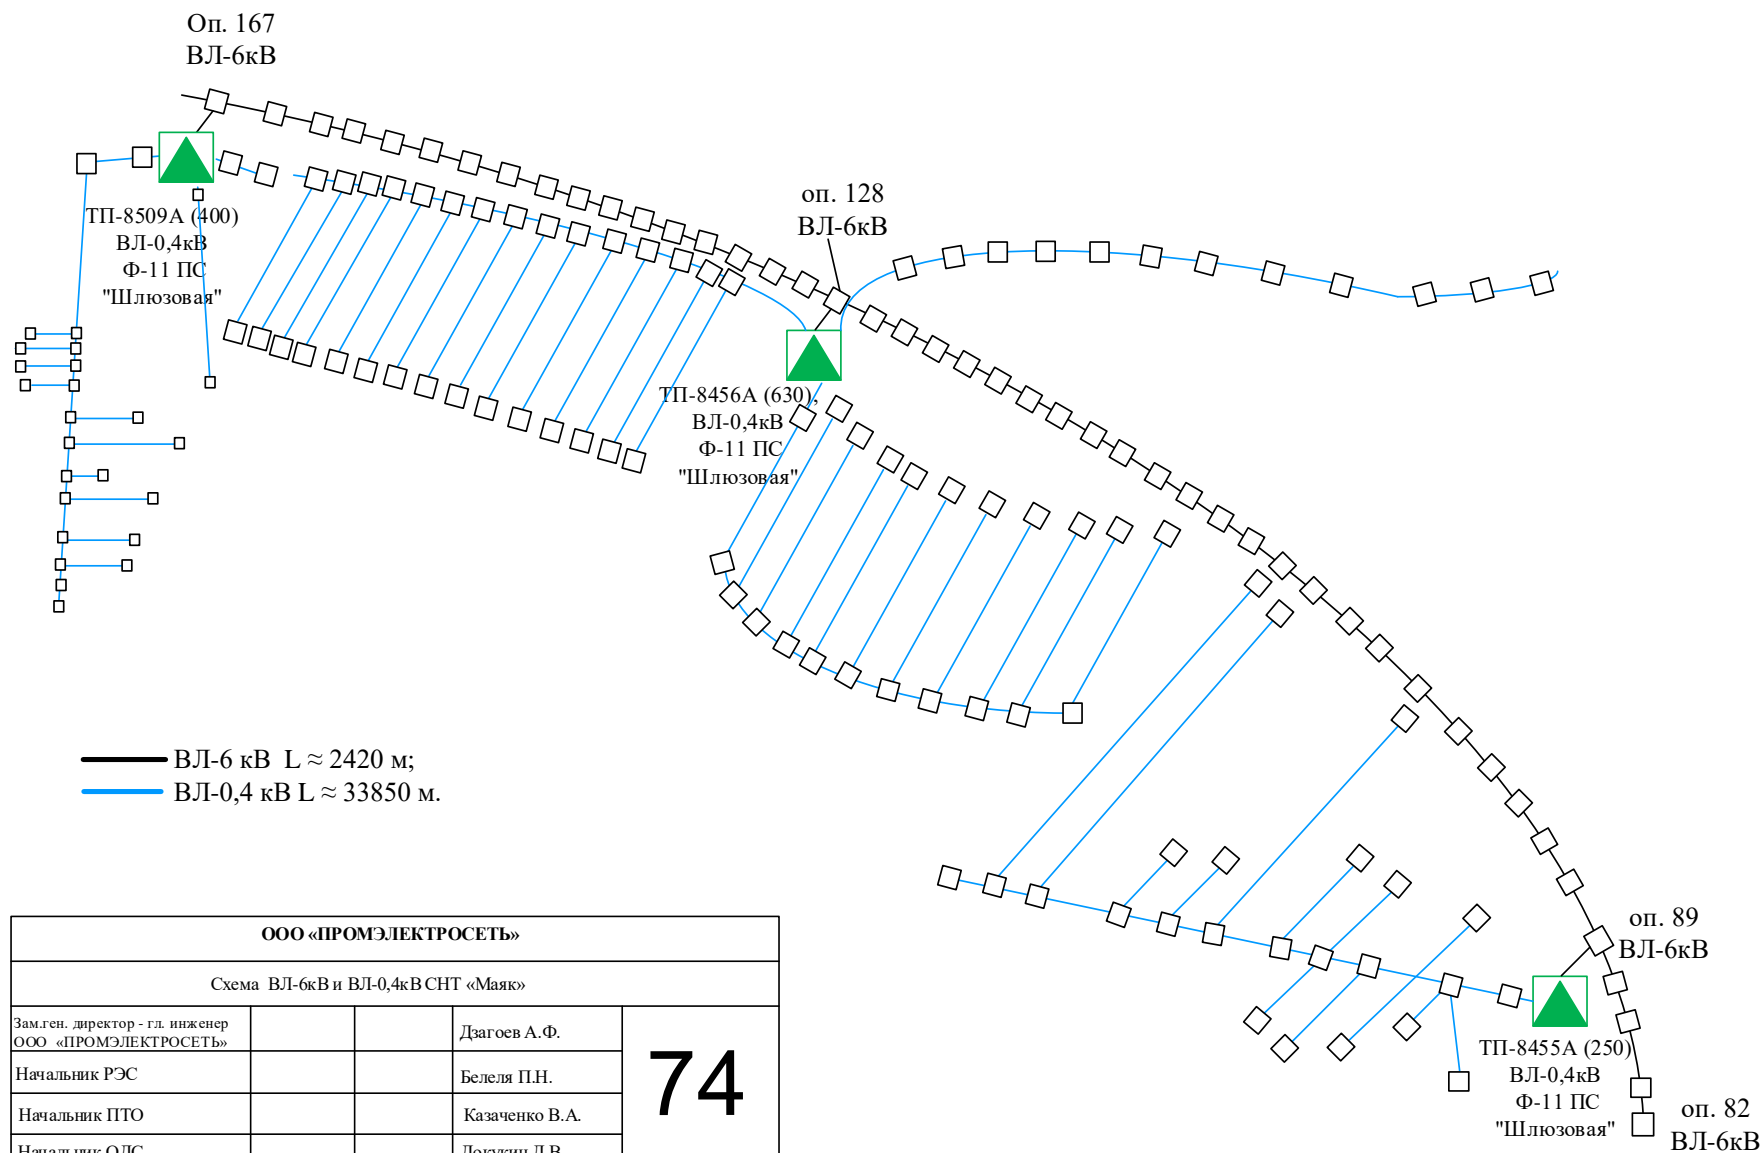 Оп. 167
ВЛ-6кВ
оп. 128
ВЛ-6кВ
ТП-8509А (400)
ВЛ-0,4кВ
Ф-11 ПС
"Шлюзовая"
ТП-8456А (630),
ВЛ-0,4кВ
Ф-11 ПС
"Шлюзовая"
ВЛ-6 кВ L ≈ 2420 м;
ВЛ-0,4 кВ L ≈ 33850 м.
оп. 89
ВЛ-6кВ
ТП-8455А (250)
ВЛ-0,4кВ
Ф-11 ПС
"Шлюзовая"
оп. 82
ВЛ-6кВ
ООО «ПРОМЭЛЕКТРОСЕТЬ»
Схема ВЛ-6кВ и ВЛ-0,4кВ СНТ «Маяк»
Зам.ген. директор - гл. инженер
ООО «ПРОМЭЛЕКТРОСЕТЬ»
Дзагоев А.Ф.
74
Начальник РЭС
Белеля П.Н.
Начальник ПТО
Казаченко В.А.
Начальник ОДС
Докукин Д.В.